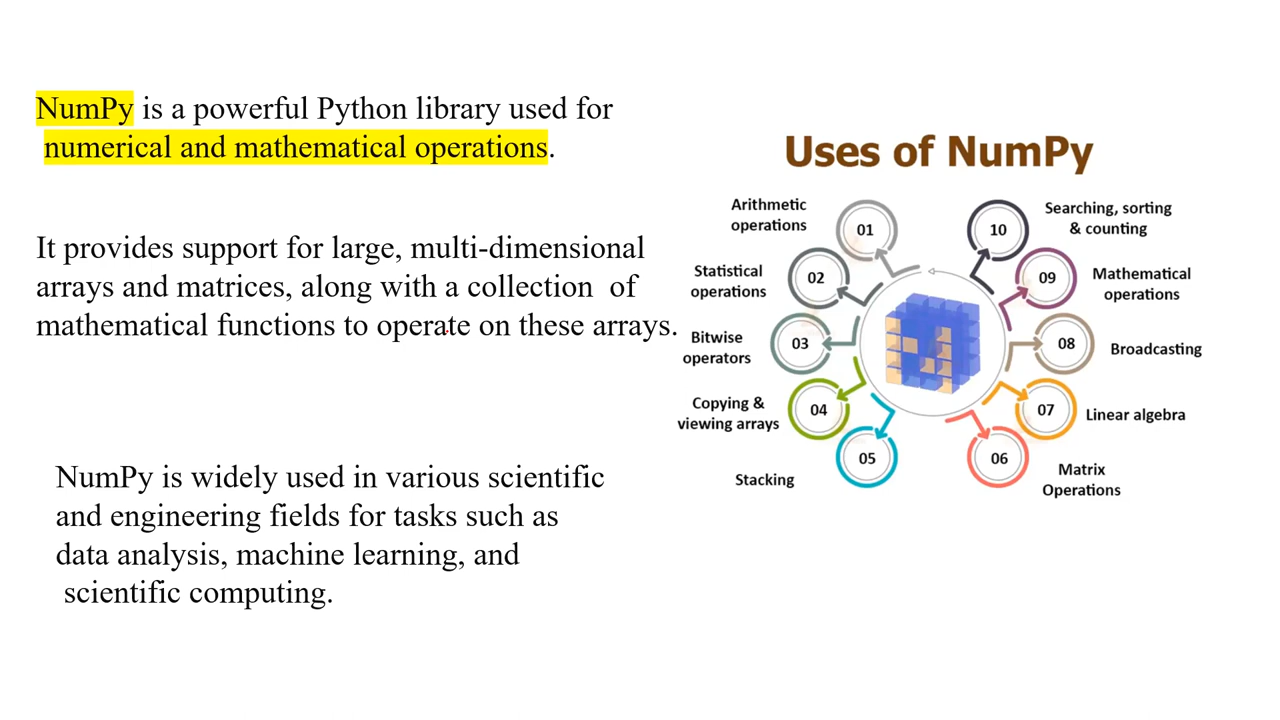 NumPy is a powerful Python library used for
numerical and mathematical operations.
It provides support for large, multi-dimensional
arrays and matrices, along with a collection of
mathematical functions to operate on these arrays.
NumPy is widely used in various scientific
and engineering fields for tasks such as
data analysis, machine learning, and
scientific computing.
Uses of NumPy
Arithmetic
operations
01
Statistical
operations
02
Bitwise
operators
03
Copying &
viewing arrays
04
Stacking
05
06
Matrix
Operations
07
Linear algebra
08
Broadcasting
09
Mathematical
operations
10
Searching, sorting
& counting